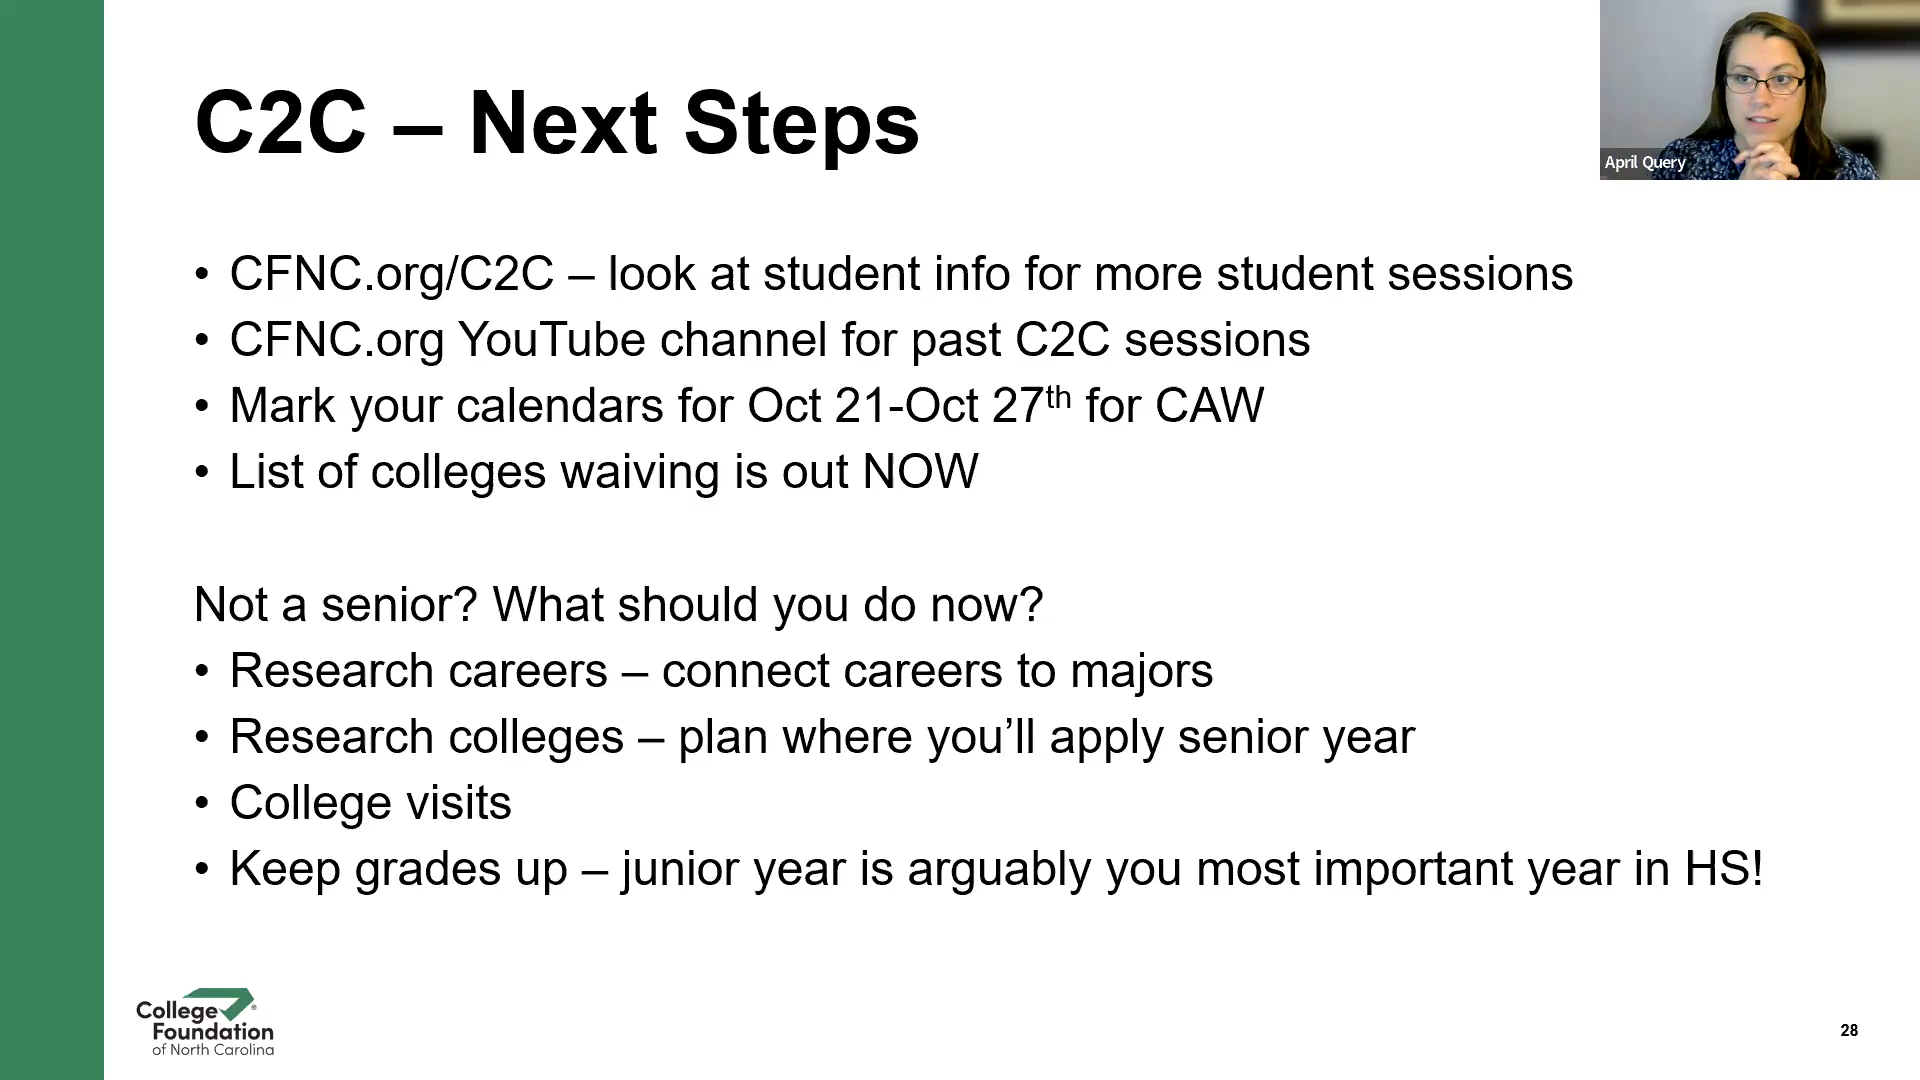 C2C – Next Steps
April Query
• CFNC.org/C2C – look at student info for more student sessions
• CFNC.org YouTube channel for past C2C sessions
• Mark your calendars for Oct 21-Oct 27th for CAW
• List of colleges waiving is out NOW
Not a senior? What should you do now?
• Research careers – connect careers to majors
• Research colleges – plan where you’ll apply senior year
• College visits
• Keep grades up – junior year is arguably you most important year in HS!
College
Foundation
of North Carolina
®
28